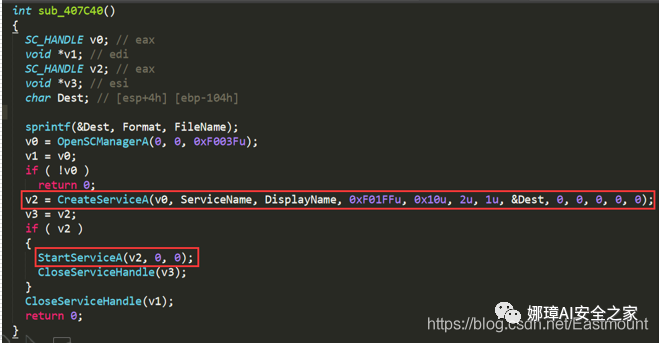 int sub_407C40()
{
  SC_HANDLE v0; // eax
  void *v1; // edi
  SC_HANDLE v2; // eax
  void *v3; // esi
  char Dest; // [esp+4h] [ebp-104h]

  sprintf(&Dest, Format, FileName);
  v0 = OpenSCManagerA(0, 0, 0xF003Fu);
  v1 = v0;
  if ( !v0 )
    return 0;
  v2 = CreateServiceA(v0, ServiceName, DisplayName, 0xF01FFu, 0x10u, 2u, 1u, &Dest, 0, 0, 0, 0, 0);
  v3 = v2;
  if ( v2 )
  {
    StartServiceA(v2, 0, 0);
    CloseServiceHandle(v3);
  }
  CloseServiceHandle(v1);
  return 0;
}
娜璋AI安全之家
https://blog.csdn.net/Eastmount